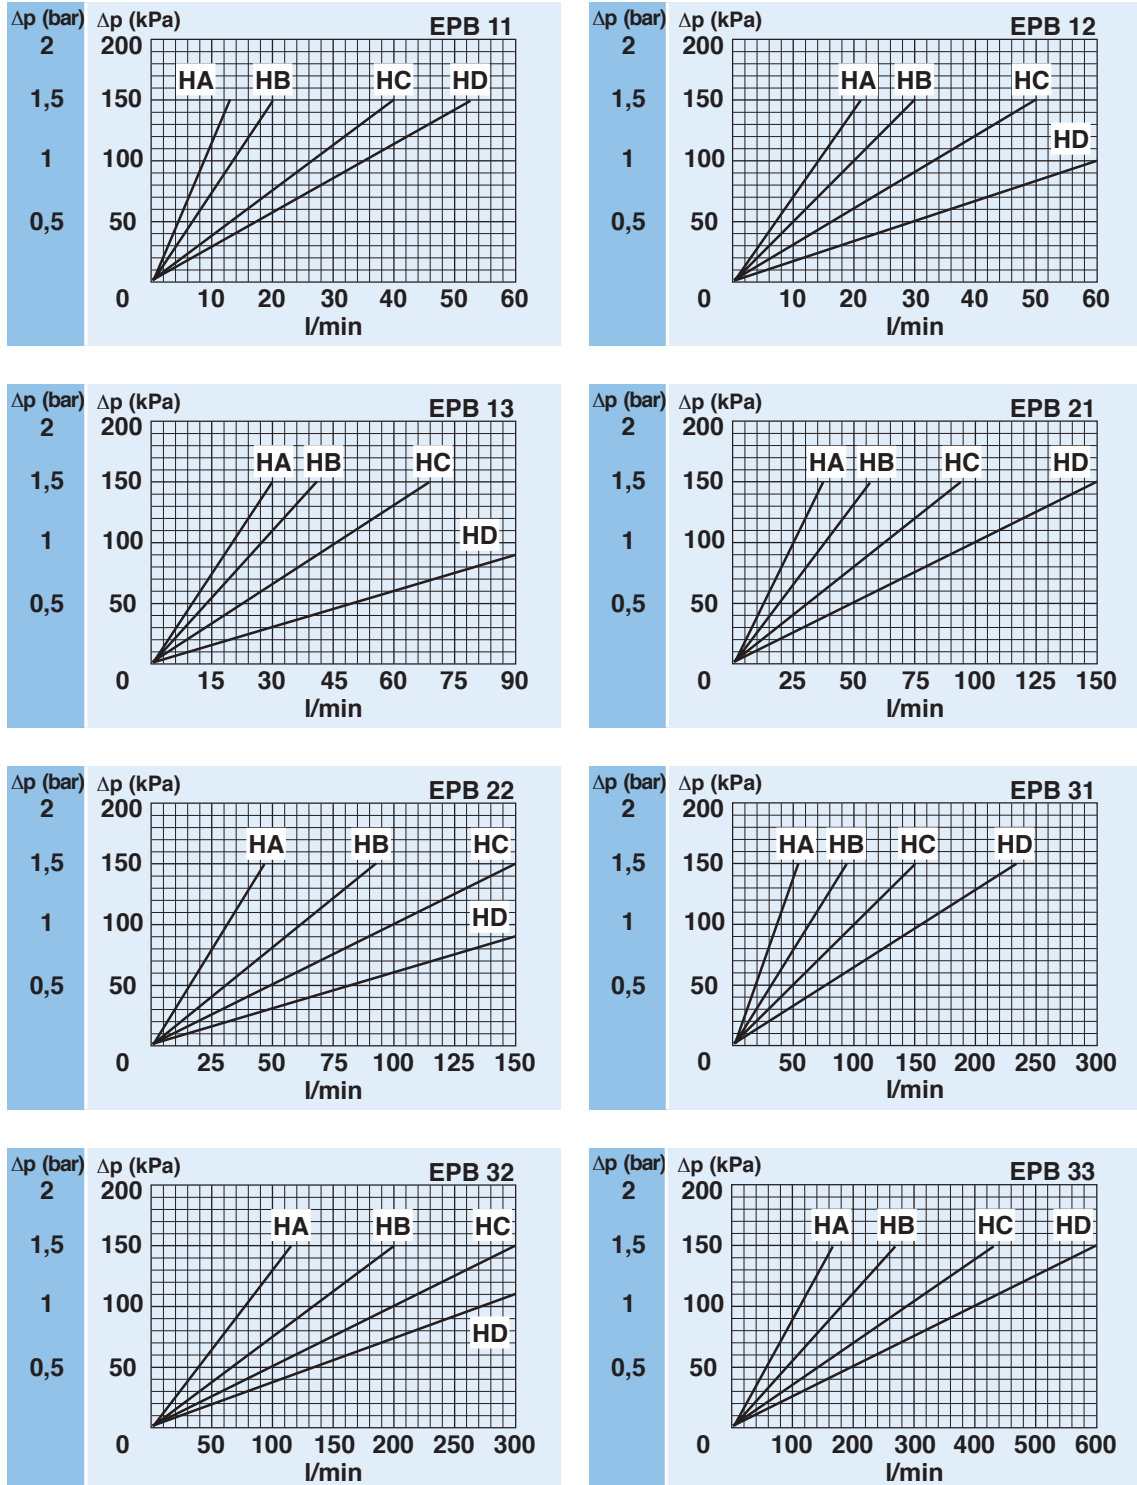 Δp (bar) Δp (kPa) EPB 11
2 200
HA HB HC HD
1,5 150
1 100
0,5 50
0 10 20 30 40 50 60
l/min
Δp (bar) Δp (kPa) EPB 12
2 200
HA HB HC
1,5 150
HD
1 100
0,5 50
0 10 20 30 40 50 60
l/min
Δp (bar) Δp (kPa) EPB 13
2 200
HA HB HC
1,5 150
HD
1 100
0,5 50
0 15 30 45 60 75 90
l/min
Δp (bar) Δp (kPa) EPB 21
2 200
HA HB HC HD
1,5 150
1 100
0,5 50
0 25 50 75 100 125 150
l/min
Δp (bar) Δp (kPa) EPB 22
2 200
HA HB HC
1,5 150
HD
1 100
0,5 50
0 25 50 75 100 125 150
l/min
Δp (bar) Δp (kPa) EPB 31
2 200
HA HB HC HD
1,5 150
1 100
0,5 50
0 50 100 150 200 250 300
l/min
Δp (bar) Δp (kPa) EPB 32
2 200
HA HB HC
1,5 150
1 100
HD
0,5 50
0 50 100 150 200 250 300
l/min
Δp (bar) Δp (kPa) EPB 33
2 200
HA HB HC HD
1,5 150
1 100
0,5 50
0 100 200 300 400 500 600
l/min